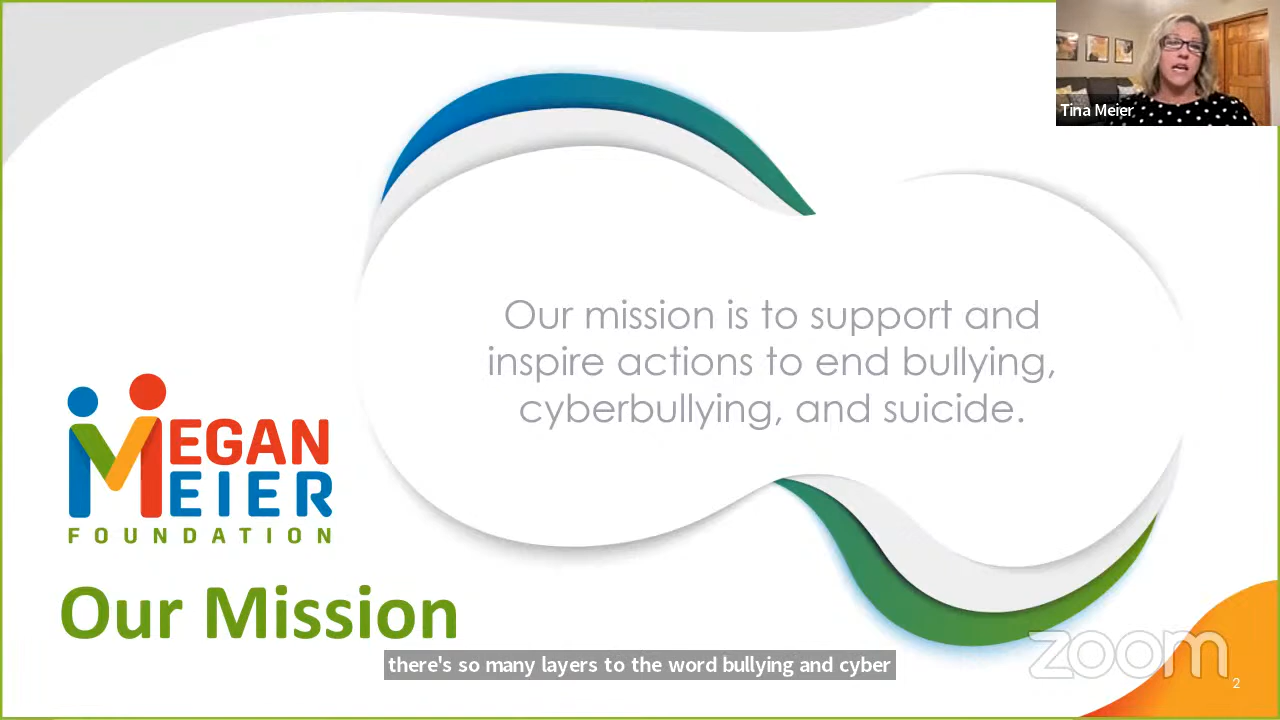 Tina Meier
Our mission is to support and
inspire actions to end bullying,
cyberbullying, and suicide.
MEGAN
MEIER
FOUNDATION
Our Mission
there's so many layers to the word bullying and cyber
zoom
2